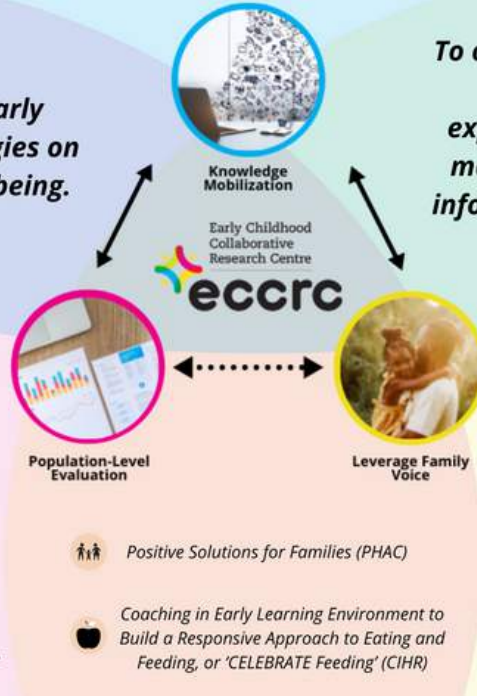 arly
gies on
being.
To
exp
m
info
Knowledge
Mobilization
Early Childhood
Collaborative
Research Centre
eccrc
Population-Level
Evaluation
Leverage Family
Voice
Positive Solutions for Families (PHAC)
Coaching in Early Learning Environment to
Build a Responsive Approach to Eating and
Feeding, or ‘CELEBRATE Feeding’ (CIHR)